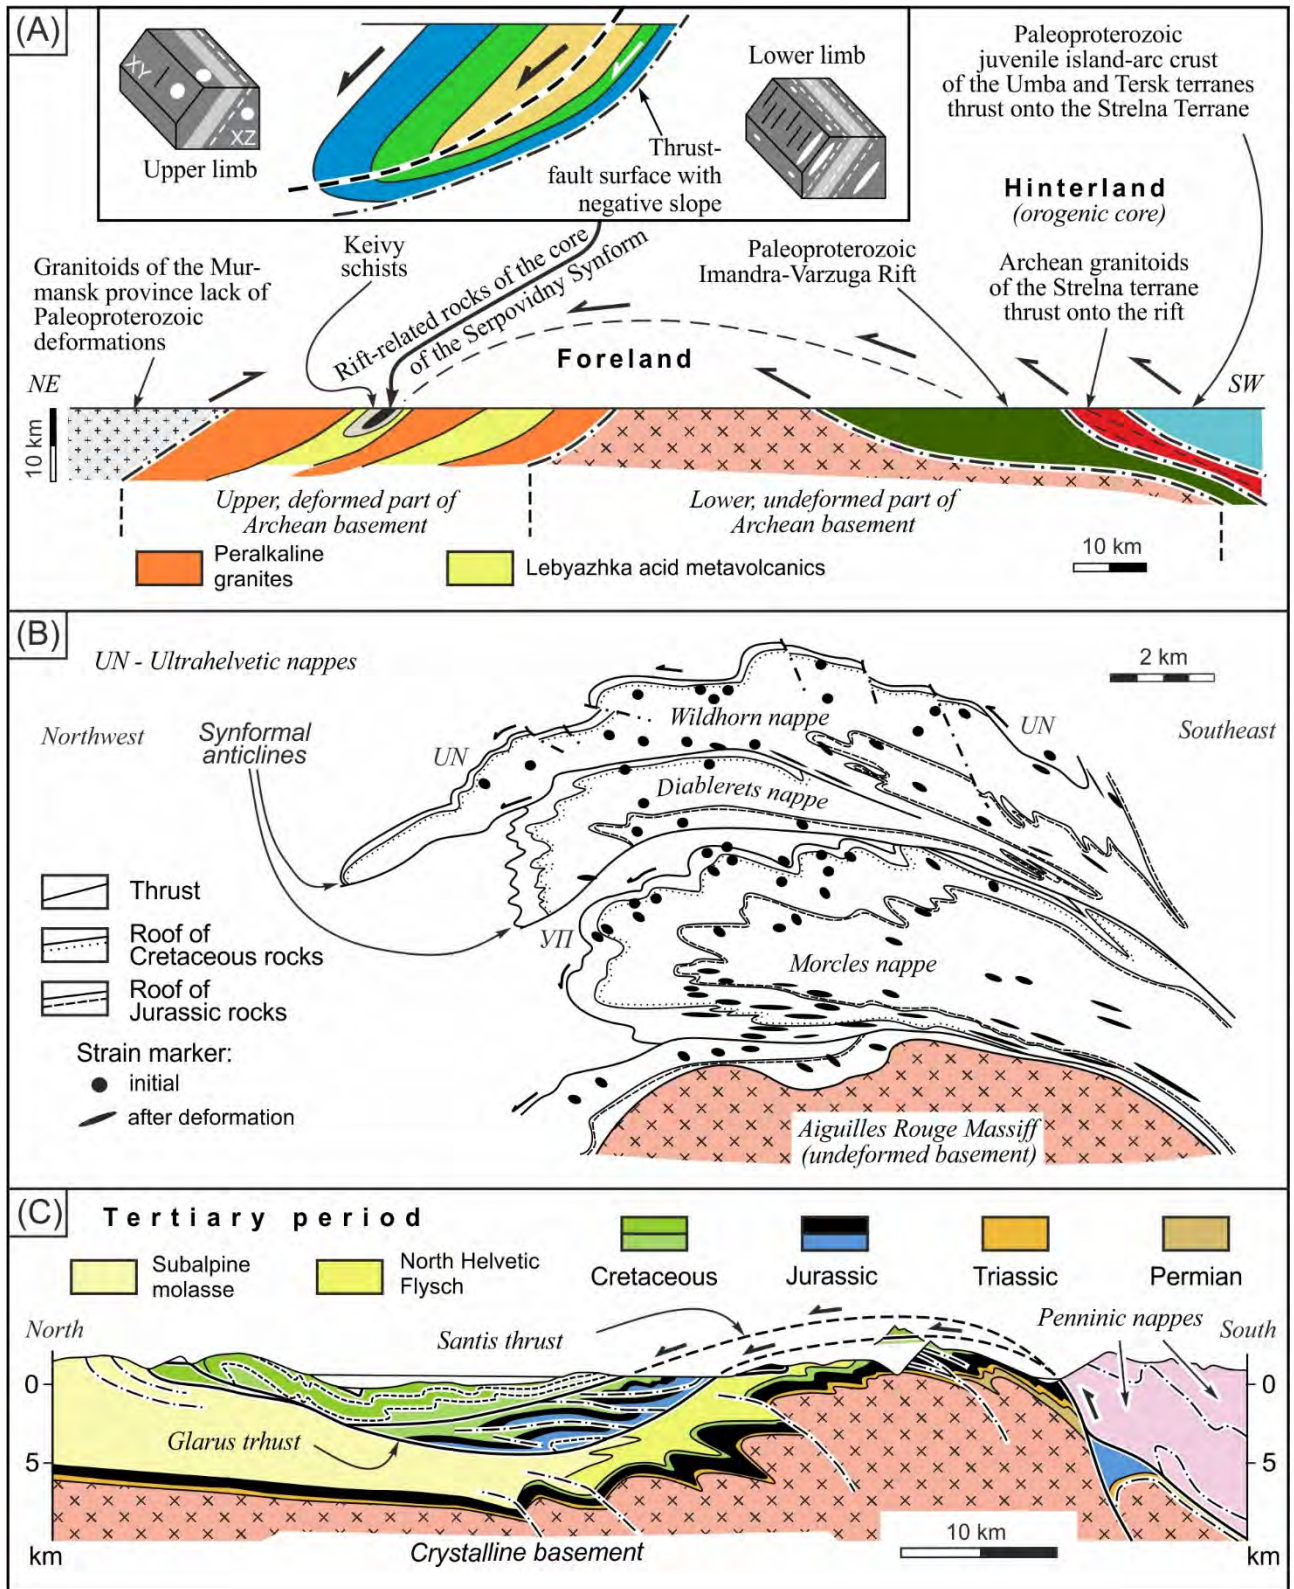 (A)
XY
XZ
Upper limb
Lower limb
Thrust-
fault surface with
negative slope
Paleoproterozoic
juvenile island-arc crust
of the Umba and Tersk terranes
thrust onto the Strelna Terrane
Hinterland
(orogenic core)
Keivy
schists
Granitoids of the Mur-
mansk province lack of
Paleoproterozoic
deformations
Rift-related rocks of the core
of the Serpovidny Synform
Paleoproterozoic
Imandra-Varzuga Rift
Archean granitoids
of the Strelna terrane
thrust onto the rift
Foreland
NE
SW
10 km
Upper, deformed part of
Archean basement
Lower, undeformed part of
Archean basement
Peralkaline
granites
Lebyazhka acid metavolcanics
10 km
(B)
UN - Ultrahelvetic nappes
2 km
Northwest
Synformal
anticlines
UN
Wildhorn nappe
UN
Southeast
Diablerets nappe
Thrust
Roof of
Cretaceous rocks
УП
Morcles nappe
Roof of
Jurassic rocks
Strain marker:
initial
after deformation
Aiguilles Rouge Massiff
(undeformed basement)
(C)
Tertiary period
Subalpine
molasse
North Helvetic
Flysch
Cretaceous
Jurassic
Triassic
Permian
North
Santis thrust
Penninic nappes
South
0
0
Glarus trhust
5
5
10 km
km
Crystalline basement
km